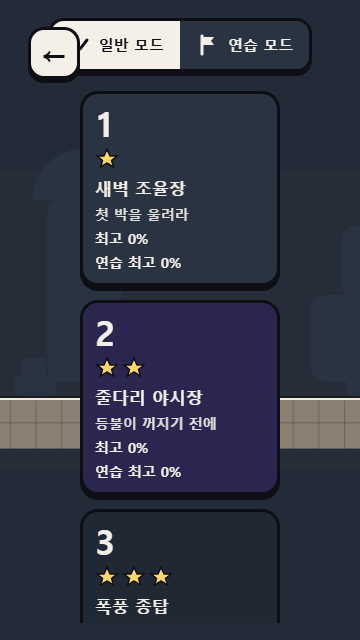 ←
일반 모드
연습 모드
1
새벽 조율장
첫 박을 울려라
최고 0%
연습 최고 0%
2
줄다리 야시장
등불이 꺼지기 전에
최고 0%
연습 최고 0%
3
폭풍 종탑